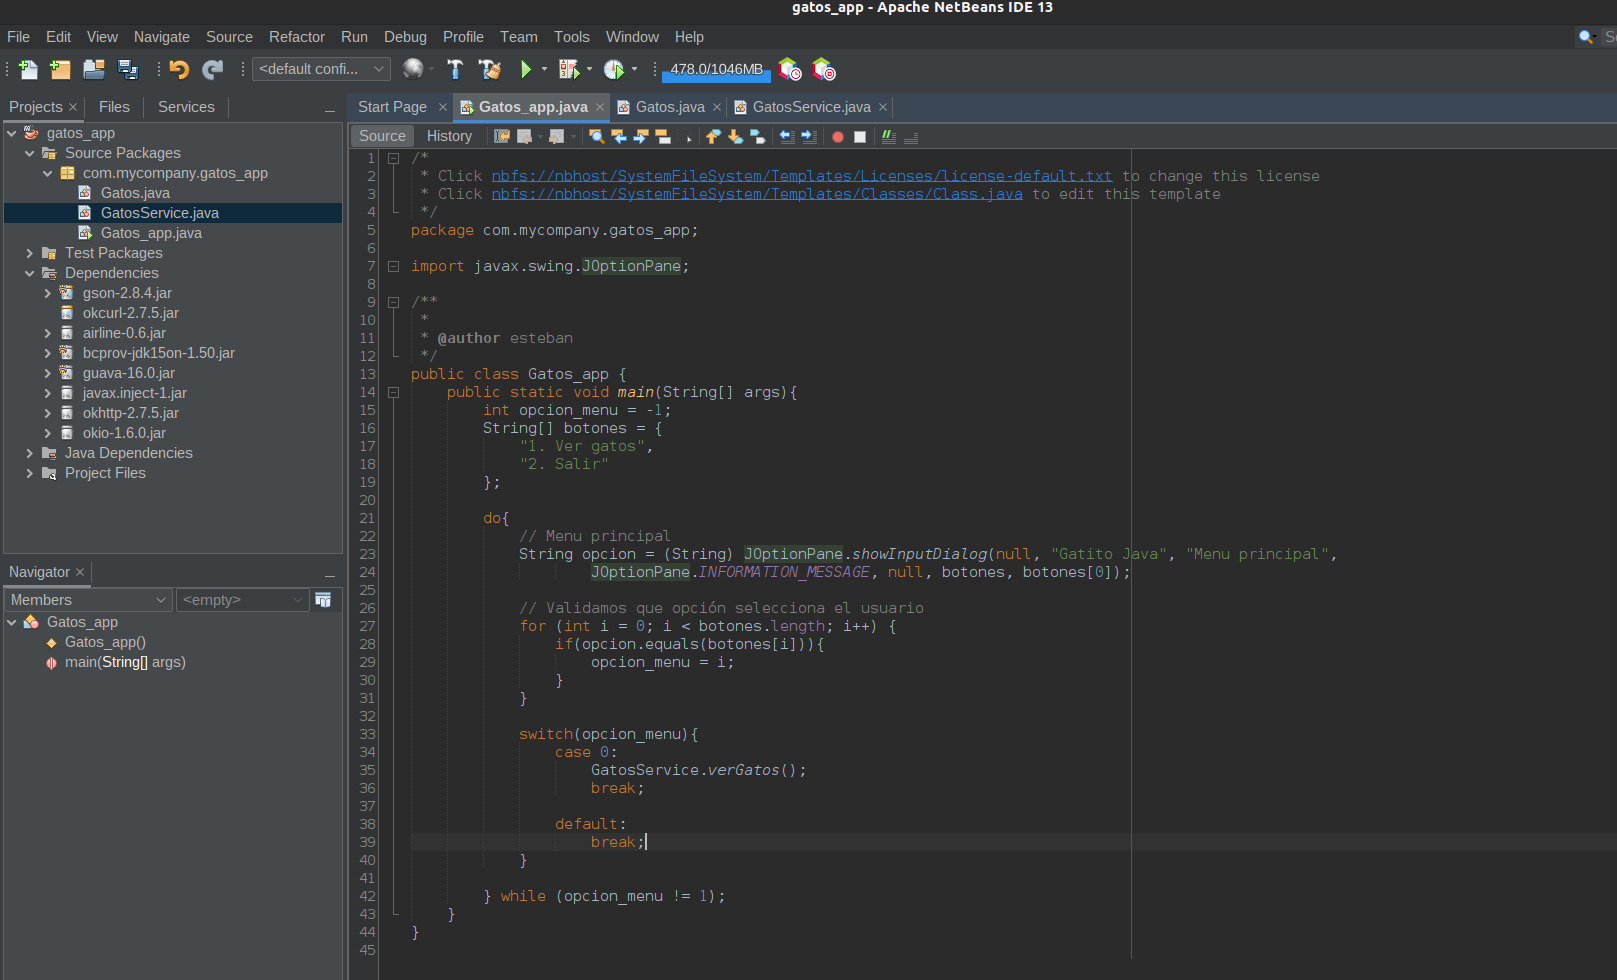 gatos_app - Apache NetBeans IDE 13
File Edit View Navigate Source Refactor Run Debug Profile Team Tools Window Help
<default confi... 478.0/1046MB
Projects Files Services
Start Page Gatos_app.java Gatos.java GatosService.java
Source History
gatos_app
Source Packages
com.mycompany.gatos_app
Gatos.java
GatosService.java
Gatos_app.java
Test Packages
Dependencies
gson-2.8.4.jar
okcurl-2.7.5.jar
airline-0.6.jar
bcprov-jdk15on-1.50.jar
guava-16.0.jar
javax.inject-1.jar
okhttp-2.7.5.jar
okio-1.6.0.jar
Java Dependencies
Project Files
Navigator
Members <empty>
Gatos_app
Gatos_app()
main(String[] args)
1 /*
2 * Click nbfs://nbhost/SystemFileSystem/Templates/Licenses/license-default.txt to change this license
3 * Click nbfs://nbhost/SystemFileSystem/Templates/Classes/Class.java to edit this template
4 */
5 package com.mycompany.gatos_app;
6
7 import javax.swing.JOptionPane;
8
9 /**
10 *
11 * @author esteban
12 */
13 public class Gatos_app {
14 public static void main(String[] args){
15 int opcion_menu = -1;
16 String[] botones = {
17 "1. Ver gatos",
18 "2. Salir"
19 };
20
21 do{
22 // Menu principal
23 String opcion = (String) JOptionPane.showInputDialog(null, "Gatito Java", "Menu principal",
24 JOptionPane.INFORMATION_MESSAGE, null, botones, botones[0]);
25
26 // Validamos que opción selecciona el usuario
27 for (int i = 0; i < botones.length; i++) {
28 if(opcion.equals(botones[i])){
29 opcion_menu = i;
30 }
31 }
32
33 switch(opcion_menu){
34 case 0:
35 GatosService.verGatos();
36 break;
37
38 default:
39 break;
40 }
41
42 } while (opcion_menu != 1);
43 }
44 }
45